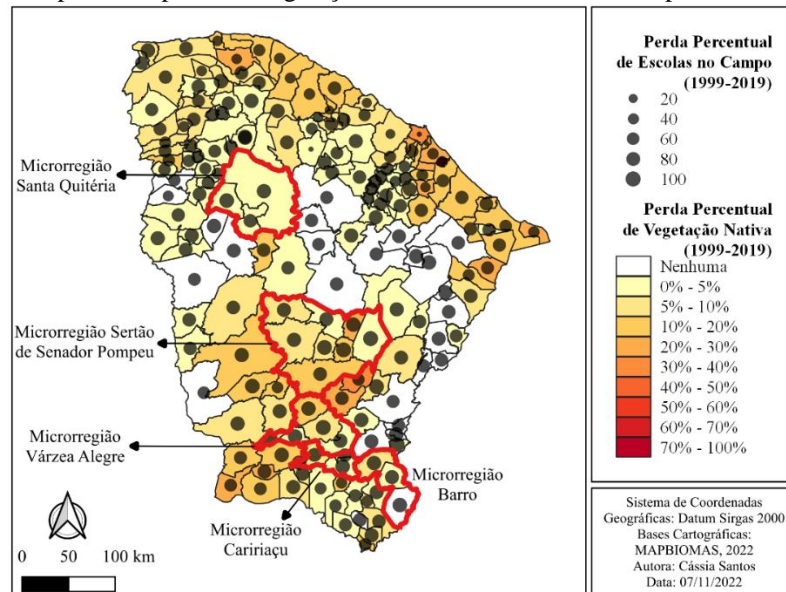 Microrregião
Santa Quitéria
Microrregião Sertão
de Senador Pompeu
Microrregião
Várzea Alegre
Microrregião
Caririaçu
Microrregião
Barro
0 50 100 km
Perda Percentual
de Escolas no Campo
(1999-2019)
20
40
60
80
100
Perda Percentual
de Vegetação Nativa
(1999-2019)
Nenhuma
0% - 5%
5% - 10%
10% - 20%
20% - 30%
30% - 40%
40% - 50%
50% - 60%
60% - 70%
70% - 100%
Sistema de Coordenadas
Geográficas: Datum Sirgas 2000
Bases Cartográficas:
MAPBIOMAS, 2022
Autora: Cássia Santos
Data: 07/11/2022